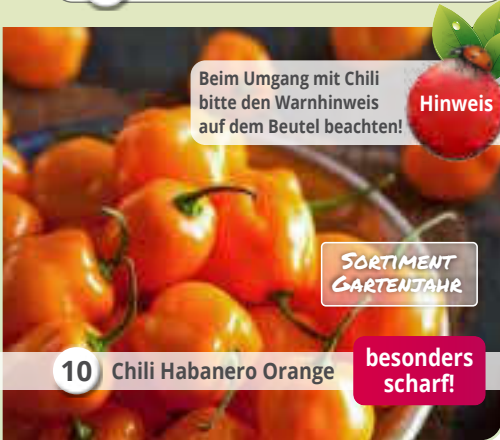 Beim Umgang mit Chili
bitte den Warnhinweis
auf dem Beutel beachten!
Hinweis
SORTIMENT
GARTENJAHR
10 Chili Habanero Orange
besonders
scharf!